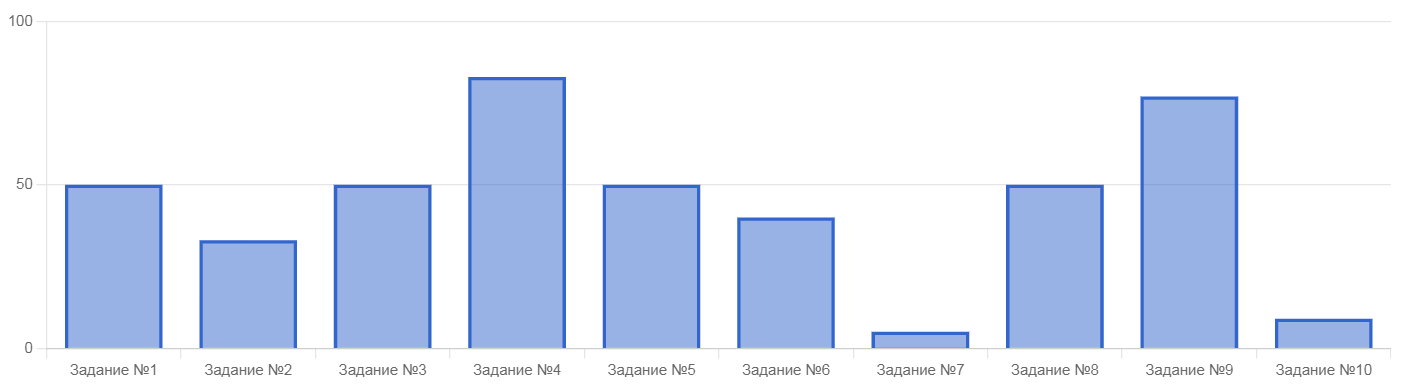 100
50
0
Задание №1
Задание №2
Задание №3
Задание №4
Задание №5
Задание №6
Задание №7
Задание №8
Задание №9
Задание №10